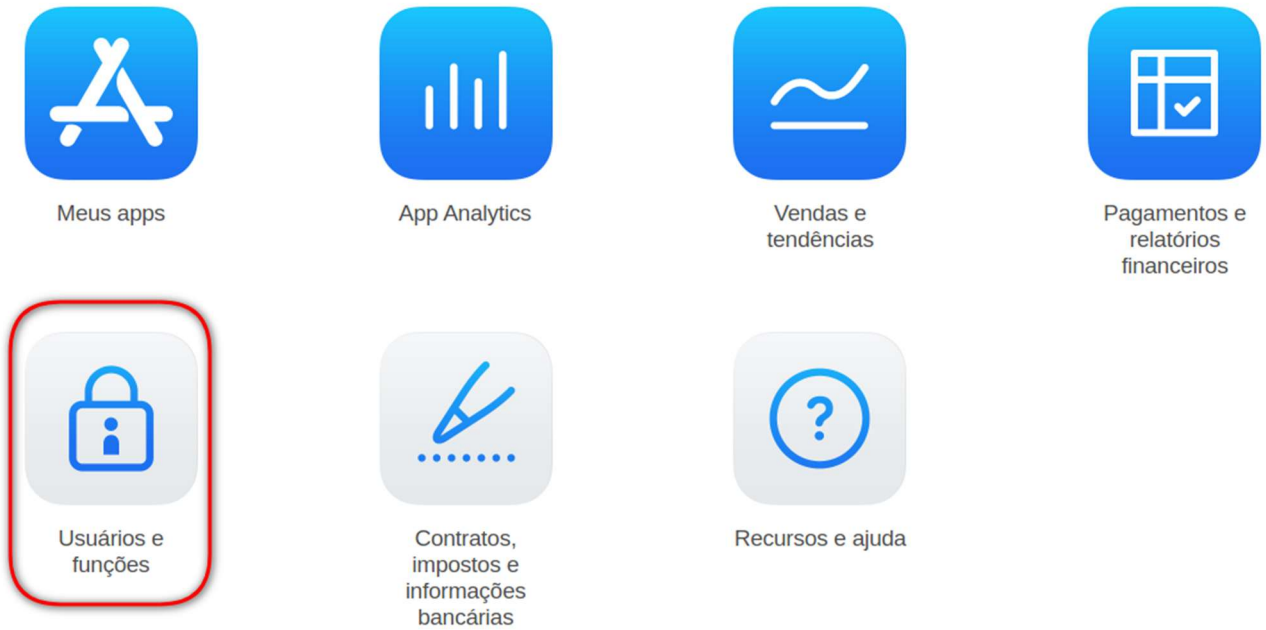 Meus apps
App Analytics
Vendas e
tendências
Pagamentos e
relatórios
financeiros
Usuários e
funções
Contratos,
impostos e
informações
bancárias
Recursos e ajuda